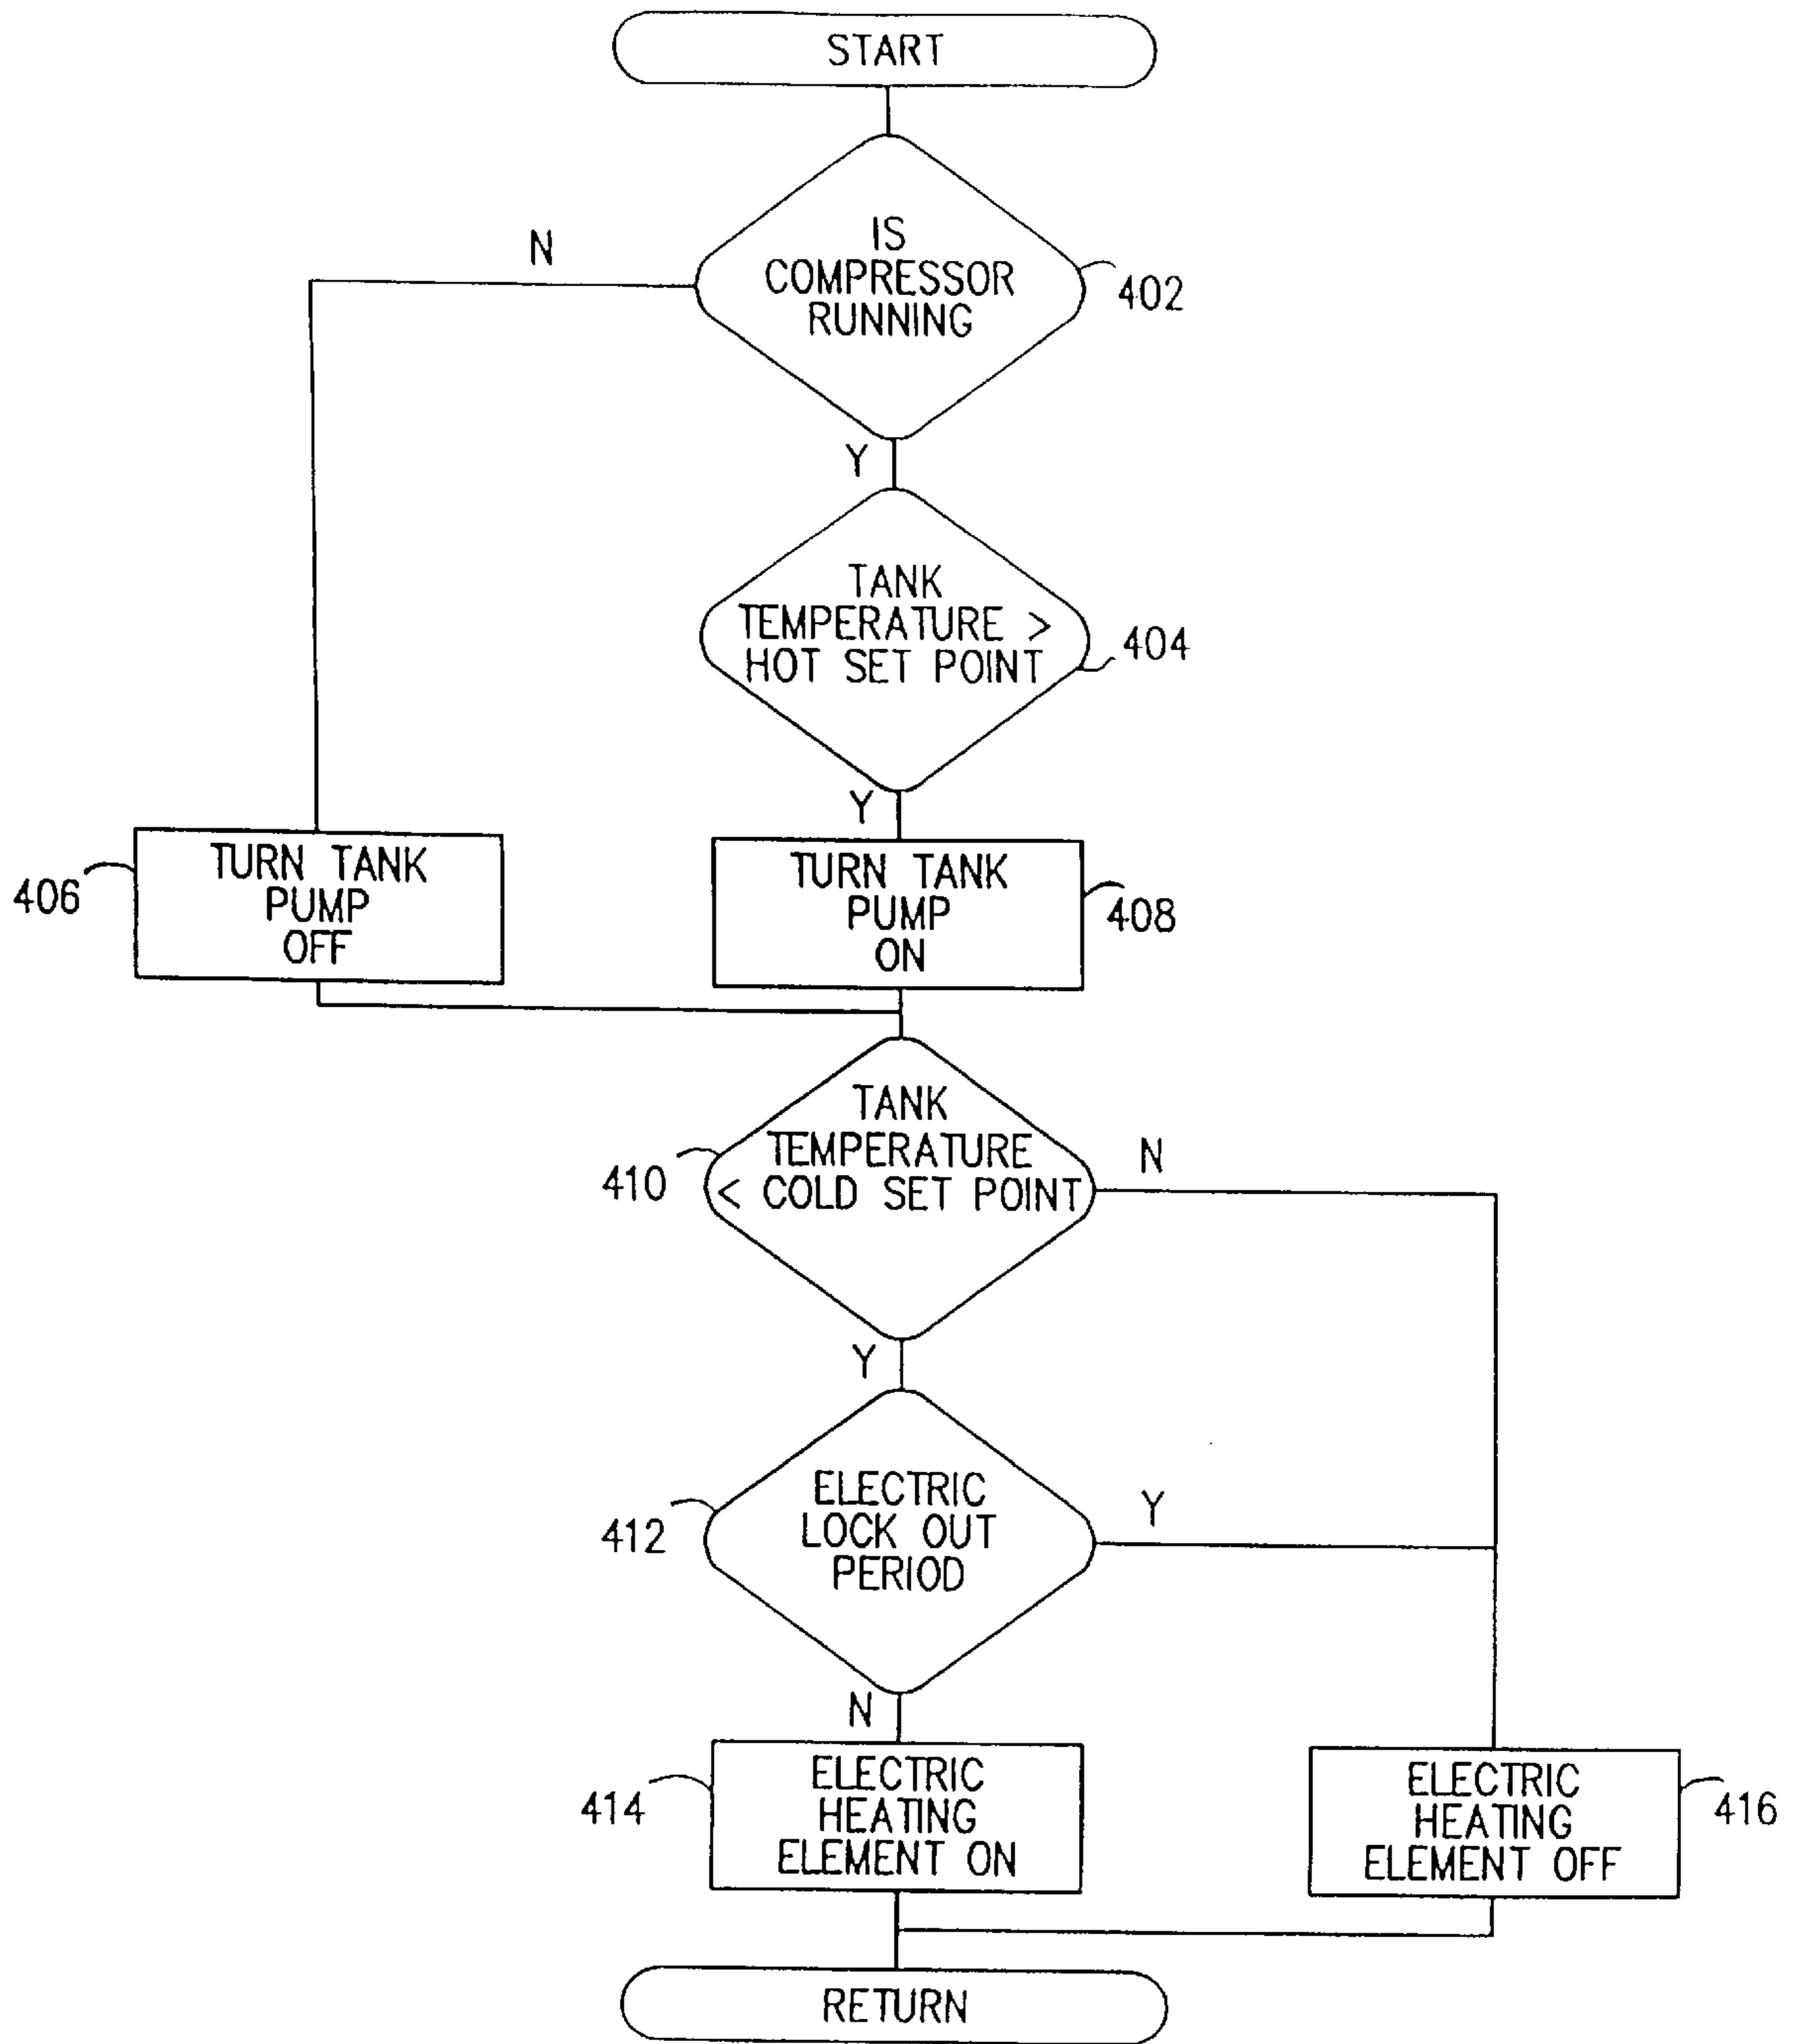 START
IS
COMPRESSOR
RUNNING
N
402
Y
TANK
TEMPERATURE >
HOT SET POINT
404
Y
406
TURN TANK
PUMP
OFF
TURN TANK
PUMP
ON
408
410
TANK
TEMPERATURE
< COLD SET POINT
N
Y
412
ELECTRIC
LOCK OUT
PERIOD
Y
N
414
ELECTRIC
HEATING
ELEMENT ON
ELECTRIC
HEATING
ELEMENT OFF
416
RETURN